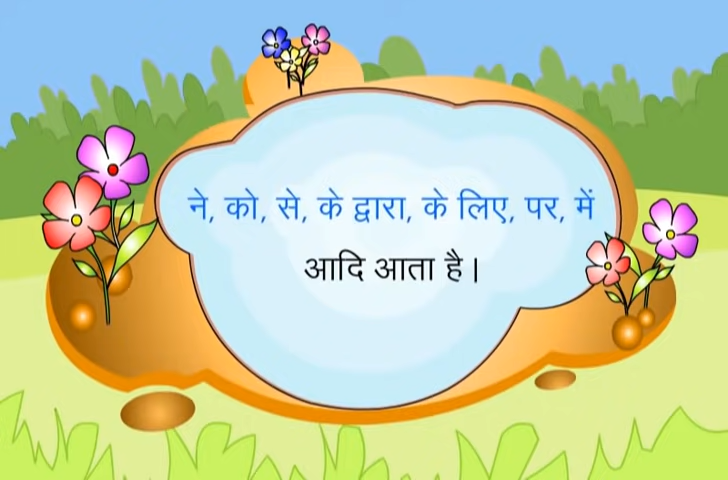 ने, को, से, के द्वारा, के लिए, पर, में
आदि आता है।